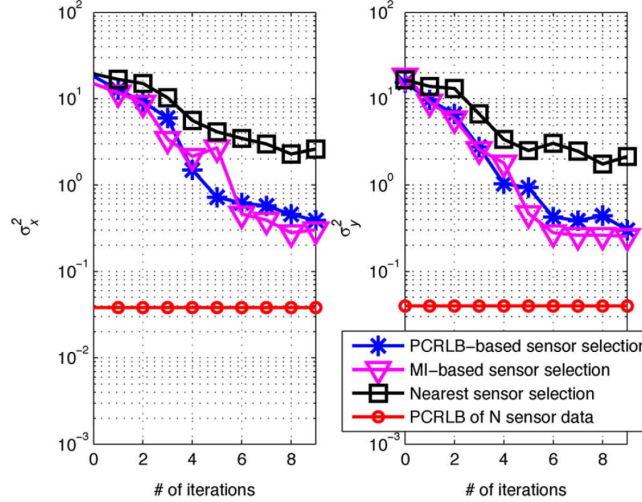 10^2
10^1
10^0
10^-1
10^-2
10^-3
σ_x^2
0 2 4 6 8
# of iterations
10^2
10^1
10^0
10^-1
10^-3
σ_y^2
0 2 4 6 8
# of iterations
PCRLB-based sensor selection
MI-based sensor selection
Nearest sensor selection
PCRLB of N sensor data